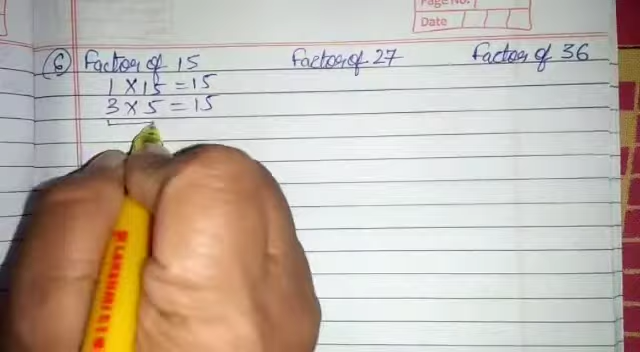 Page No.
Date
6 Factor of 15 Factor of 27 Factor of 36
1 × 15 = 15
3 × 5 = 15